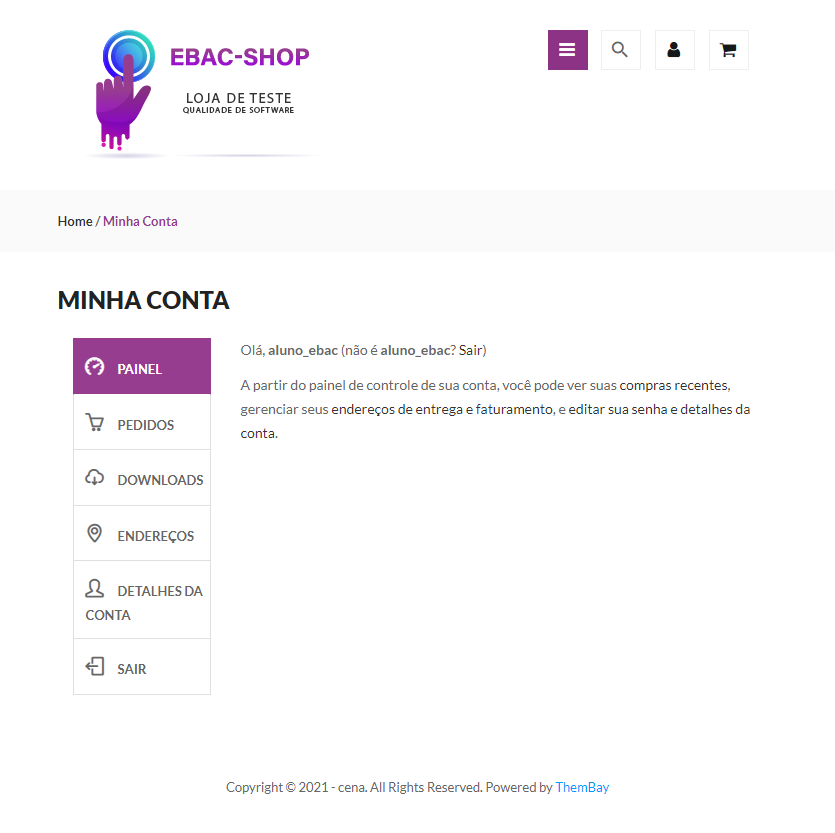 EBAC-SHOP
LOJA DE TESTE
QUALIDADE DE SOFTWARE
Home / Minha Conta
MINHA CONTA
PAINEL
PEDIDOS
DOWNLOADS
ENDEREÇOS
DETALHES DA
CONTA
SAIR
Olá, aluno_ebac (não é aluno_ebac? Sair)
A partir do painel de controle de sua conta, você pode ver suas compras recentes,
gerenciar seus endereços de entrega e faturamento, e editar sua senha e detalhes da
conta.
Copyright © 2021 - cena. All Rights Reserved. Powered by ThemBay